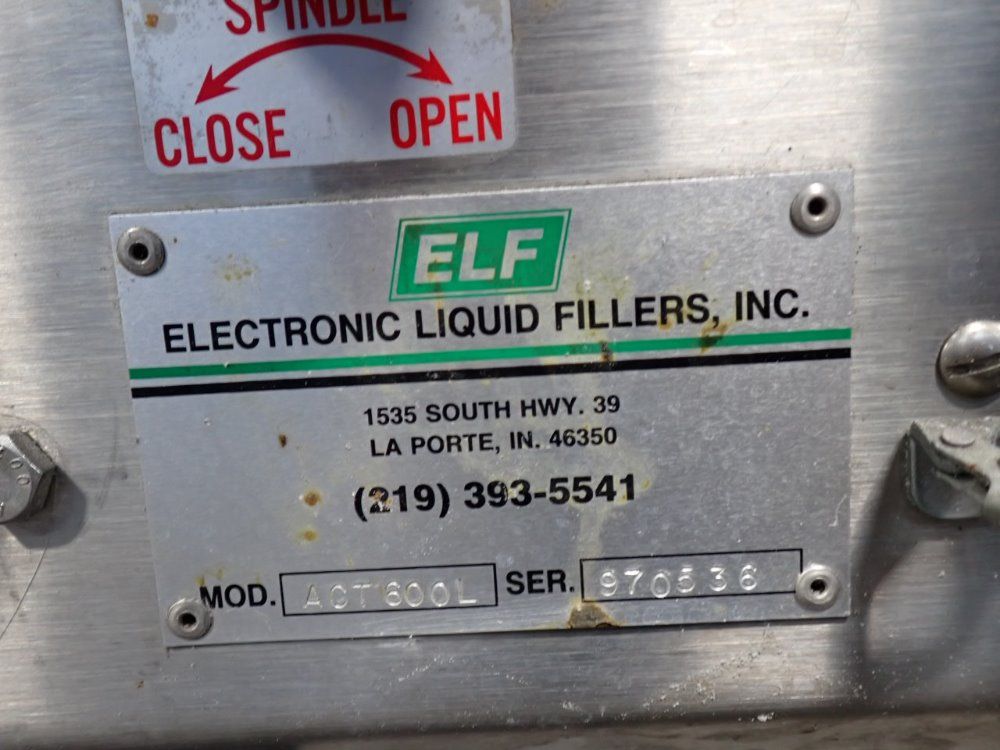 SPINDLE
CLOSE OPEN
ELF
ELECTRONIC LIQUID FILLERS, INC.
1535 SOUTH HWY. 39
LA PORTE, IN. 46350
(219) 393-5541
MOD. ACT600L SER. 970536